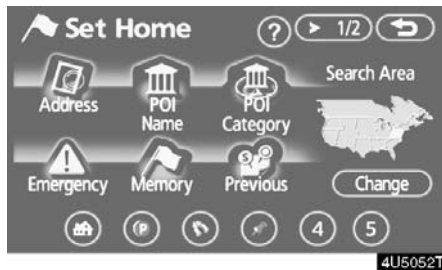 Set Home
? 1/2
Search Area
Address
POI
Name
POI
Category
Emergency
Memory
Previous
Change
P 4 5
4U5052T